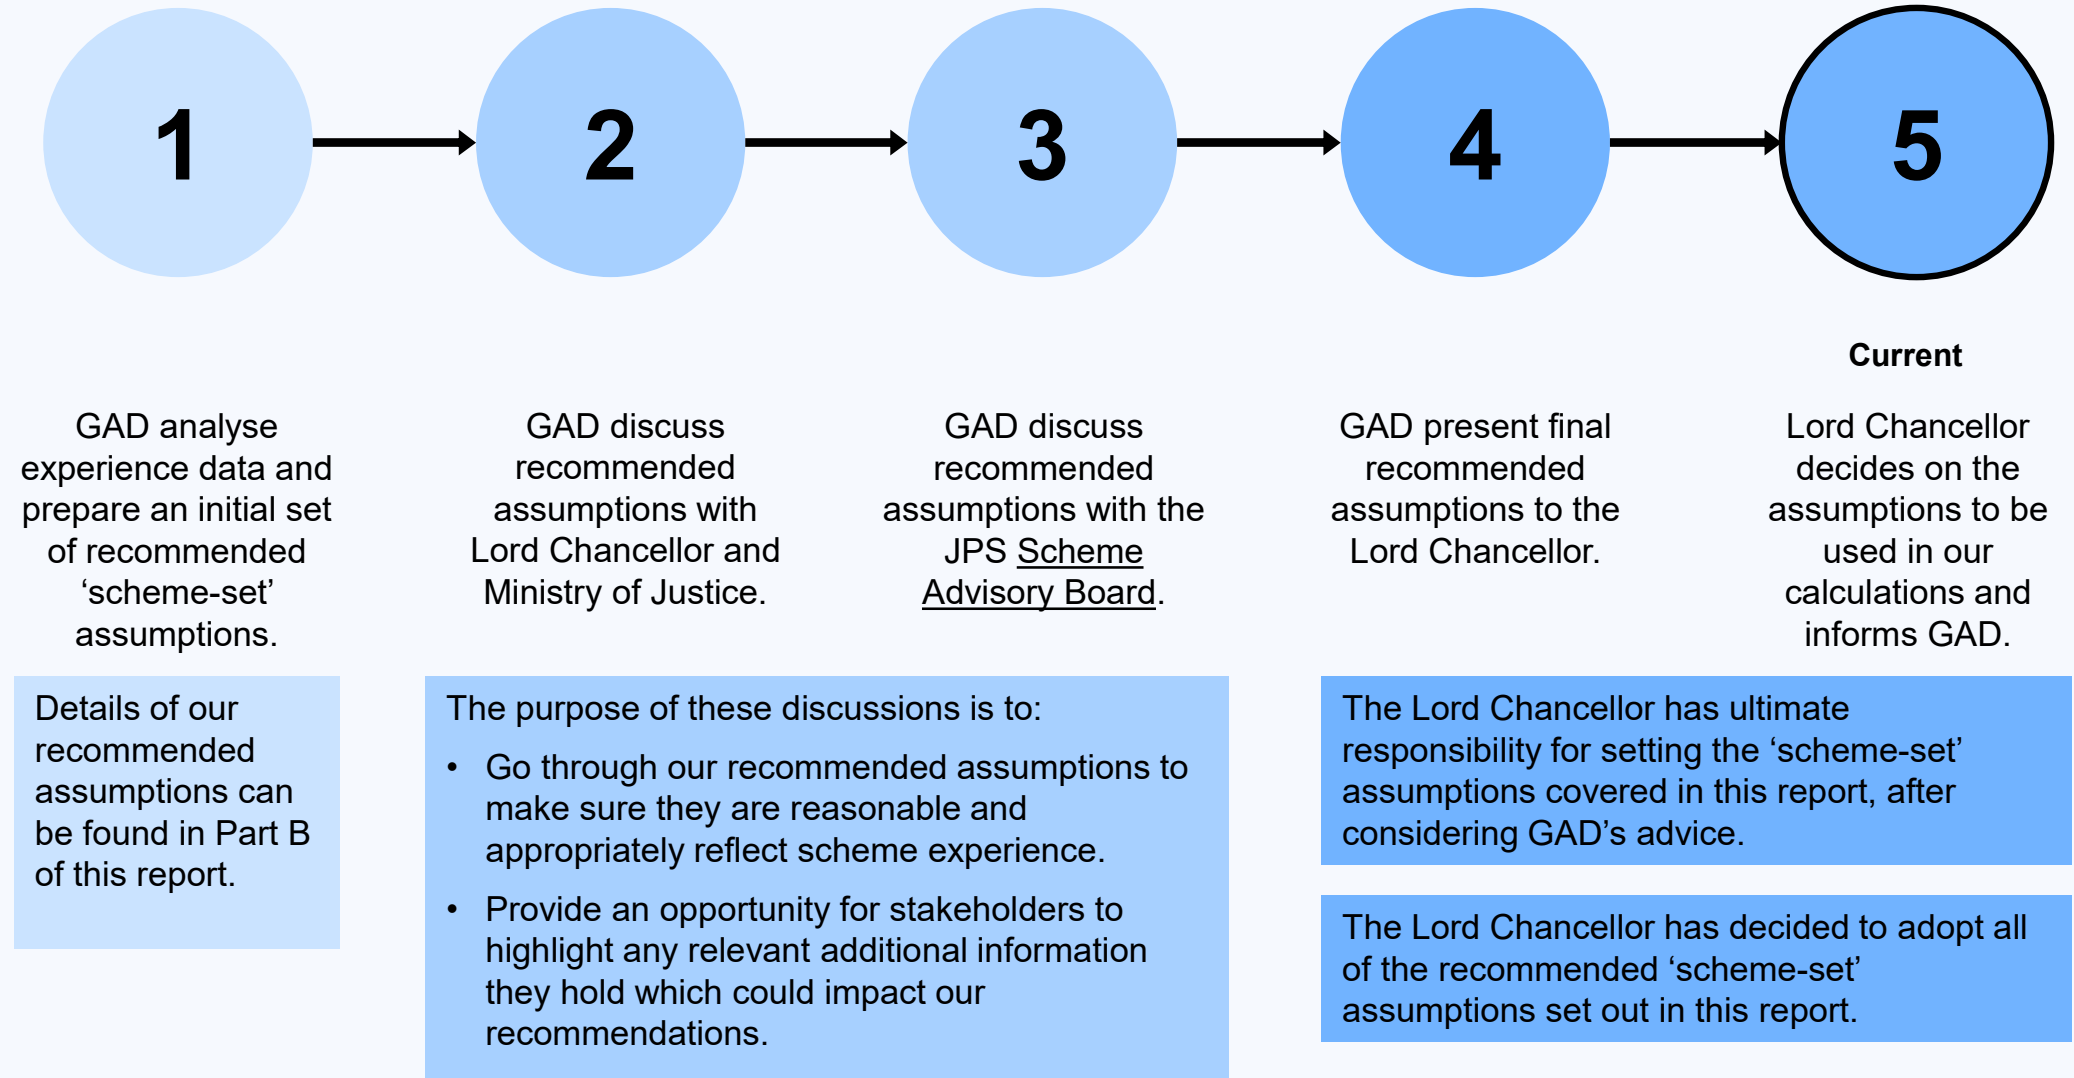 1
2
3
4
5
Current
GAD analyse
experience data and
prepare an initial set
of recommended
‘scheme-set’
assumptions.
GAD discuss
recommended
assumptions with
Lord Chancellor and
Ministry of Justice.
GAD discuss
recommended
assumptions with the
JPS Scheme
Advisory Board.
GAD present final
recommended
assumptions to the
Lord Chancellor.
Lord Chancellor
decides on the
assumptions to be
used in our
calculations and
informs GAD.
Details of our
recommended
assumptions can
be found in Part B
of this report.
The purpose of these discussions is to:
• Go through our recommended assumptions to
make sure they are reasonable and
appropriately reflect scheme experience.
• Provide an opportunity for stakeholders to
highlight any relevant additional information
they hold which could impact our
recommendations.
The Lord Chancellor has ultimate
responsibility for setting the ‘scheme-set’
assumptions covered in this report, after
considering GAD’s advice.
The Lord Chancellor has decided to adopt all
of the recommended ‘scheme-set’
assumptions set out in this report.